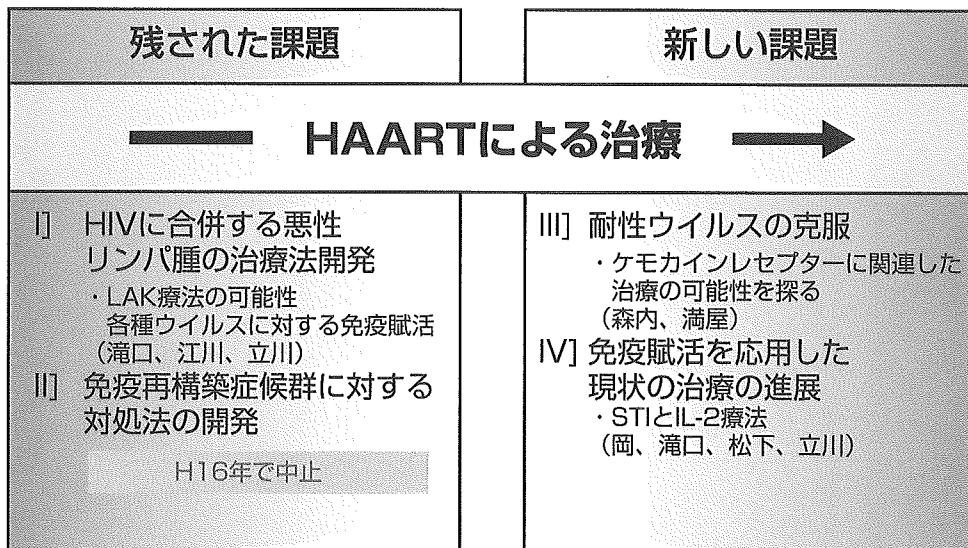 残された課題
新しい課題
HAARTによる治療
I] HIVに合併する悪性
リンパ腫の治療法開発
・LAK療法の可能性
各種ウイルスに対する免疫賦活
（滝口、江川、立川）
II] 免疫再構築症候群に対する
対処法の開発
H16年で中止
III] 耐性ウイルスの克服
・ケモカインレセプターに関連した
治療の可能性を探る
（森内、満屋）
IV] 免疫賦活を応用した
現状の治療の進展
・STIとIL-2療法
（岡、滝口、松下、立川）